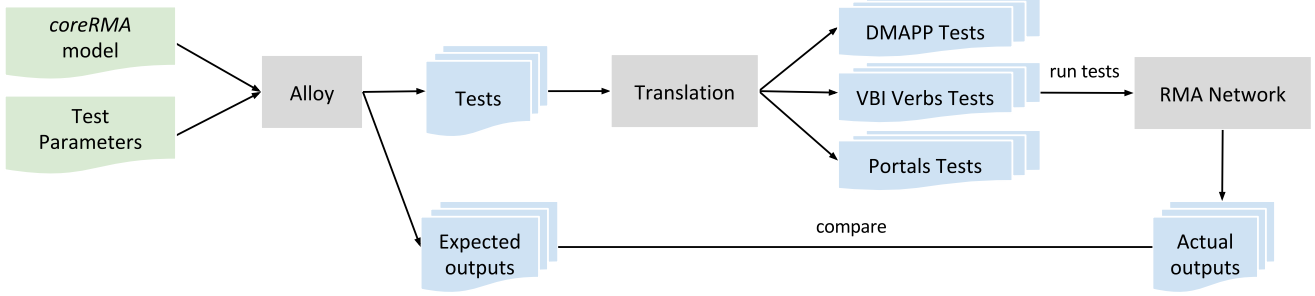 coreRMA
model
Test
Parameters
Alloy
Tests
Expected
outputs
Translation
DMAPP Tests
VBI Verbs Tests
Portals Tests
run tests
RMA Network
compare
Actual
outputs